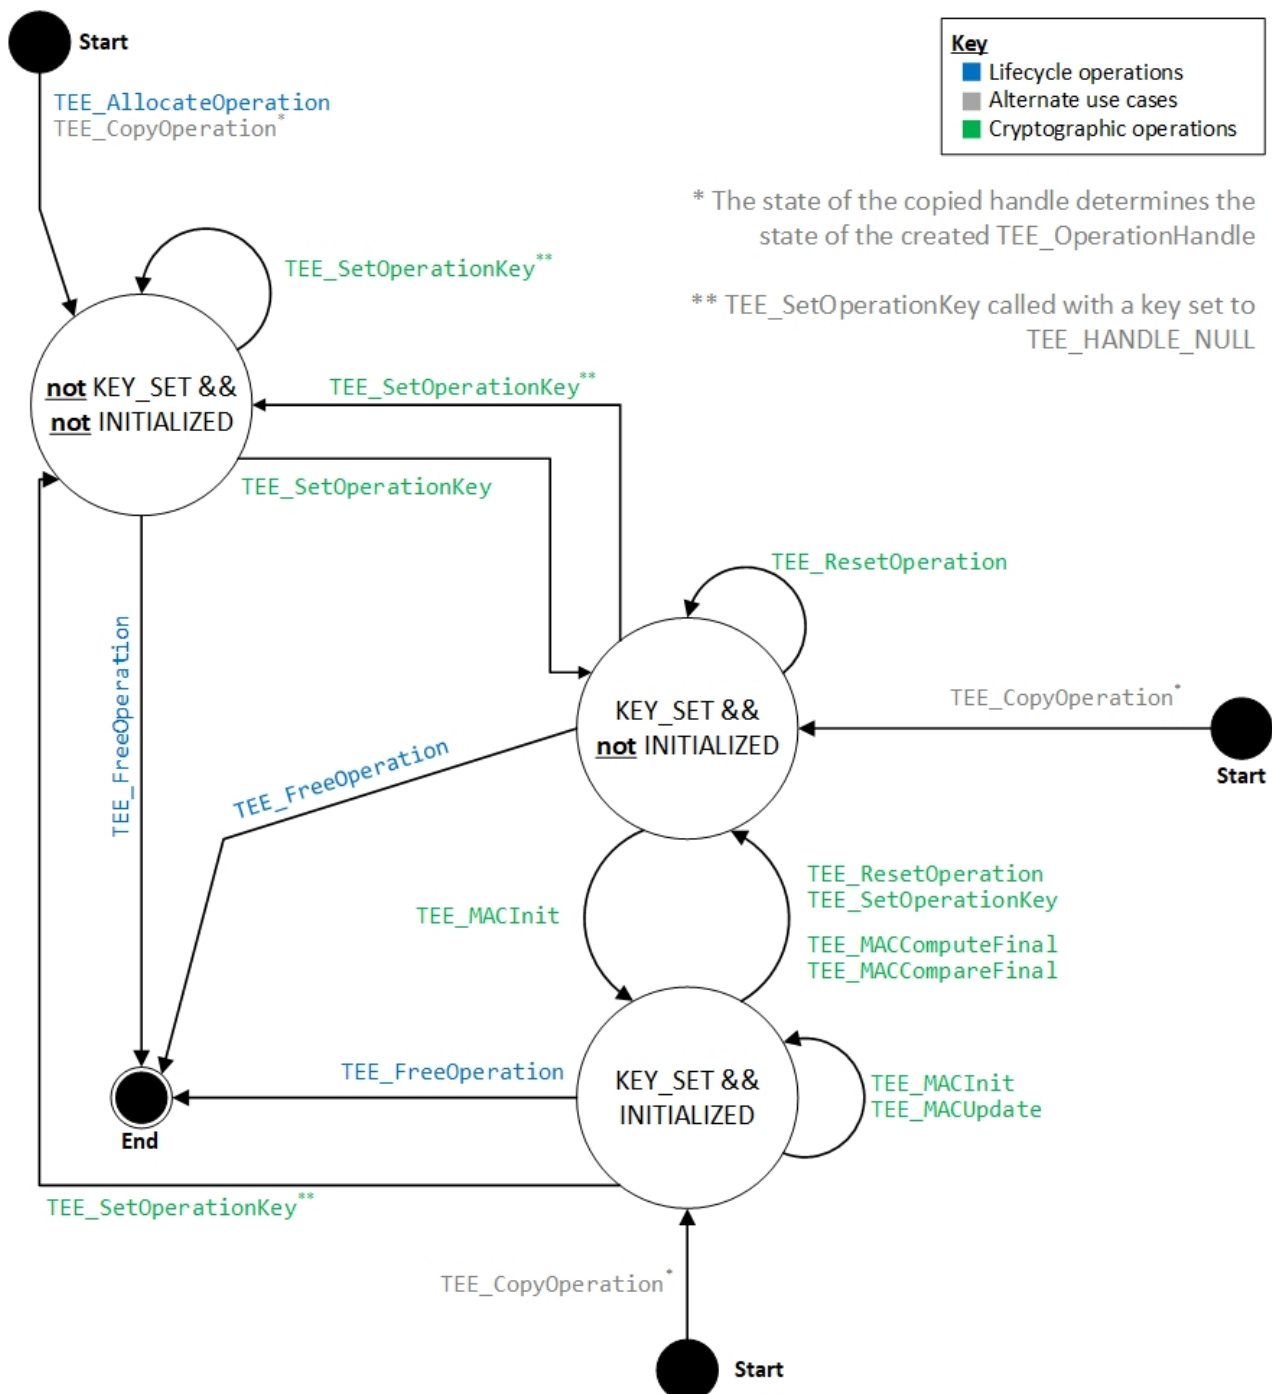 Start
Key
Lifecycle operations
Alternate use cases
Cryptographic operations
TEE_AllocateOperation
TEE_CopyOperation*
* The state of the copied handle determines the
state of the created TEE_OperationHandle
TEE_SetOperationKey**
** TEE_SetOperationKey called with a key set to
TEE_HANDLE_NULL
not KEY_SET &&
not INITIALIZED
TEE_SetOperationKey**
TEE_SetOperationKey
TEE_ResetOperation
TEE_FreeOperation
KEY_SET &&
not INITIALIZED
TEE_CopyOperation*
Start
TEE_FreeOperation
TEE_MACInit
TEE_ResetOperation
TEE_SetOperationKey
TEE_MACComputeFinal
TEE_MACCompareFinal
TEE_FreeOperation
KEY_SET &&
INITIALIZED
TEE_MACInit
TEE_MACUpdate
End
TEE_SetOperationKey**
TEE_CopyOperation*
Start